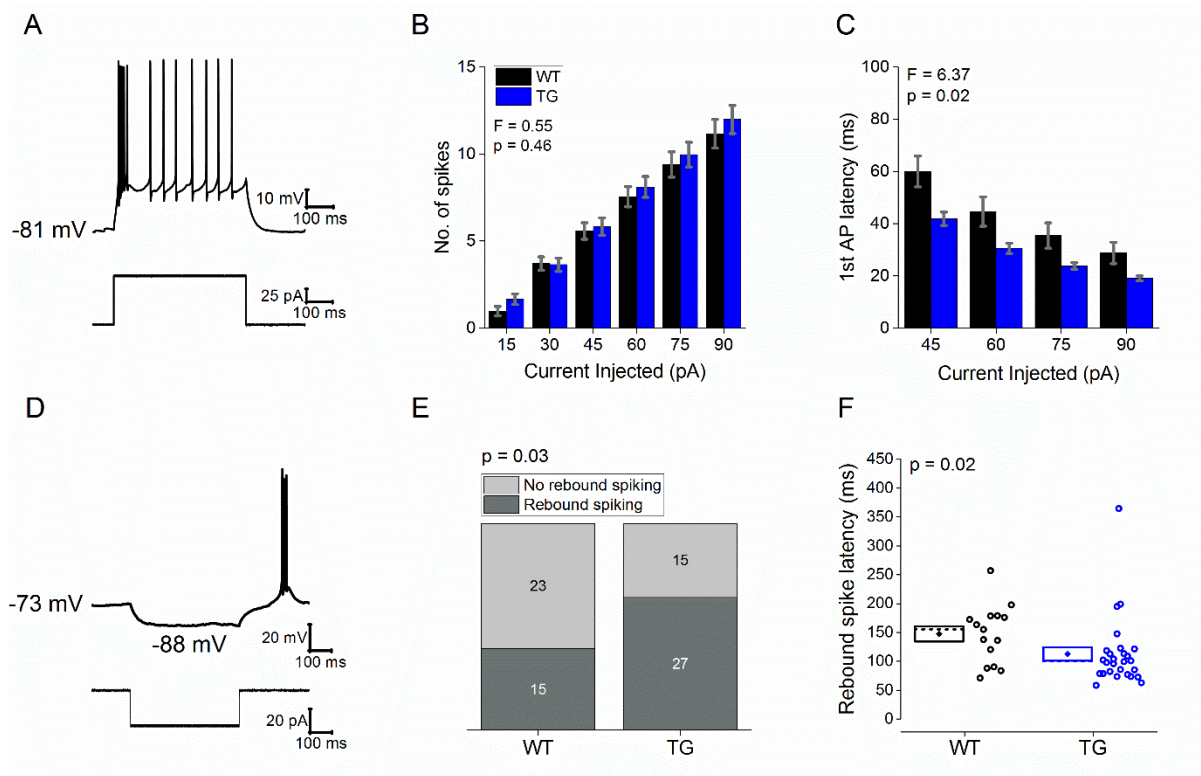 A
-81 mV
10 mV
100 ms
25 pA
100 ms
B
15
10
5
0
No. of spikes
WT
TG
F = 0.55
p = 0.46
15 30 45 60 75 90
Current Injected (pA)
C
100
80
60
40
20
0
1st AP latency (ms)
F = 6.37
p = 0.02
45 60 75 90
Current Injected (pA)
D
-73 mV
-88 mV
20 mV
100 ms
20 pA
100 ms
E
p = 0.03
No rebound spiking
Rebound spiking
23
15
15
27
WT TG
F
450
400
350
300
250
200
150
100
50
0
Rebound spike latency (ms)
p = 0.02
WT TG